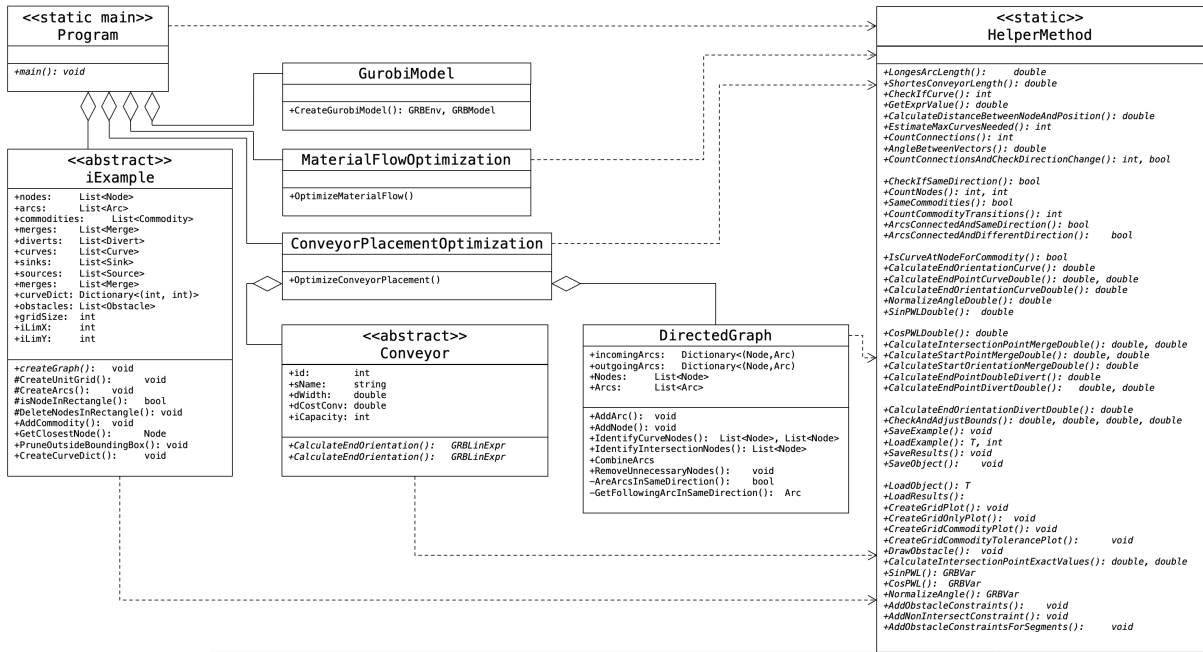 <<static main>>
Program
+main(): void
<<abstract>>
iExample
+nodes: List<Node>
+arcs: List<Arc>
+commodities: List<Commodity>
+merges: List<Merge>
+diverts: List<Divert>
+curves: List<Curve>
+sinks: List<Sink>
+sources: List<Source>
+merges: List<Merge>
+curveDict: Dictionary<(int, int)>
+obstacles: List<Obstacle>
+gridSize: int
+iLimX: int
+iLimY: int
+createGraph(): void
#CreateUnitGrid(): void
#CreateArcs(): void
#isNodeInRectangle(): bool
#DeleteNodesInRectangle(): void
+AddCommodity(): void
+GetClosestNode(): Node
+PruneOutsideBoundingBox(): void
+CreateCurveDict(): void
GurobiModel
+CreateGurobiModel(): GRBEnv, GRBModel
MaterialFlowOptimization
+OptimizeMaterialFlow()
ConveyorPlacementOptimization
+OptimizeConveyorPlacement()
<<abstract>>
Conveyor
+id: int
+sName: string
+dWidth: double
+dCostConv: double
+iCapacity: int
+CalculateEndOrientation(): GRBLinExpr
+CalculateEndOrientation(): GRBLinExpr
DirectedGraph
+incomingArcs: Dictionary<(Node,Arc)
+outgoingArcs: Dictionary<(Node,Arc)
+Nodes: List<Node>
+Arcs: List<Arc>
+AddArc(): void
+AddNode(): void
+IdentifyCurveNodes(): List<Node>, List<Node>
+IdentifyIntersectionNodes(): List<Node>
+CombineArcs
+RemoveUnnecessaryNodes(): void
-AreArcsInSameDirection(): bool
-GetFollowingArcInSameDirection(): Arc
<<static>>
HelperMethod
+LongesArcLength(): double
+ShortesConveyorLength(): double
+CheckIfCurve(): int
+GetExprValue(): double
+CalculateDistanceBetweenNodeAndPosition(): double
+EstimateMaxCurvesNeeded(): int
+CountConnections(): int
+AngleBetweenVectors(): double
+CountConnectionsAndCheckDirectionChange(): int, bool
+CheckIfSameDirection(): bool
+CountNodes(): int, int
+SameCommodities(): bool
+CountCommodityTransitions(): int
+ArcsConnectedAndSameDirection(): bool
+ArcsConnectedAndDifferentDirection(): bool
+IsCurveAtNodeForCommodity(): bool
+CalculateEndOrientationCurve(): double
+CalculateEndPointCurveDouble(): double, double
+CalculateEndOrientationCurveDouble(): double
+NormalizeAngleDouble(): double
+SinPWLDouble(): double
+CosPWLDouble(): double
+CalculateIntersectionPointMergeDouble(): double, double
+CalculateStartPointMergeDouble(): double, double
+CalculateStartOrientationMergeDouble(): double
+CalculateEndPointDoubleDivert(): double
+CalculateEndPointDivertDouble(): double, double
+CalculateEndOrientationDivertDouble(): double
+CheckAndAdjustBounds(): double, double, double, double
+SaveExample(): void
+LoadExample(): T, int
+SaveResults(): void
+SaveObject(): void
+LoadObject(): T
+LoadResults():
+CreateGridPlot(): void
+CreateGridOnlyPlot(): void
+CreateGridCommodityPlot(): void
+CreateGridCommodityTolerancePlot(): void
+DrawObstacle(): void
+CalculateIntersectionPointExactValues(): double, double
+SinPWL(): GRBVar
+CosPWL(): GRBVar
+NormalizeAngle(): GRBVar
+AddObstacleConstraints(): void
+AddNonIntersectConstraint(): void
+AddObstacleConstraintsForSegments(): void